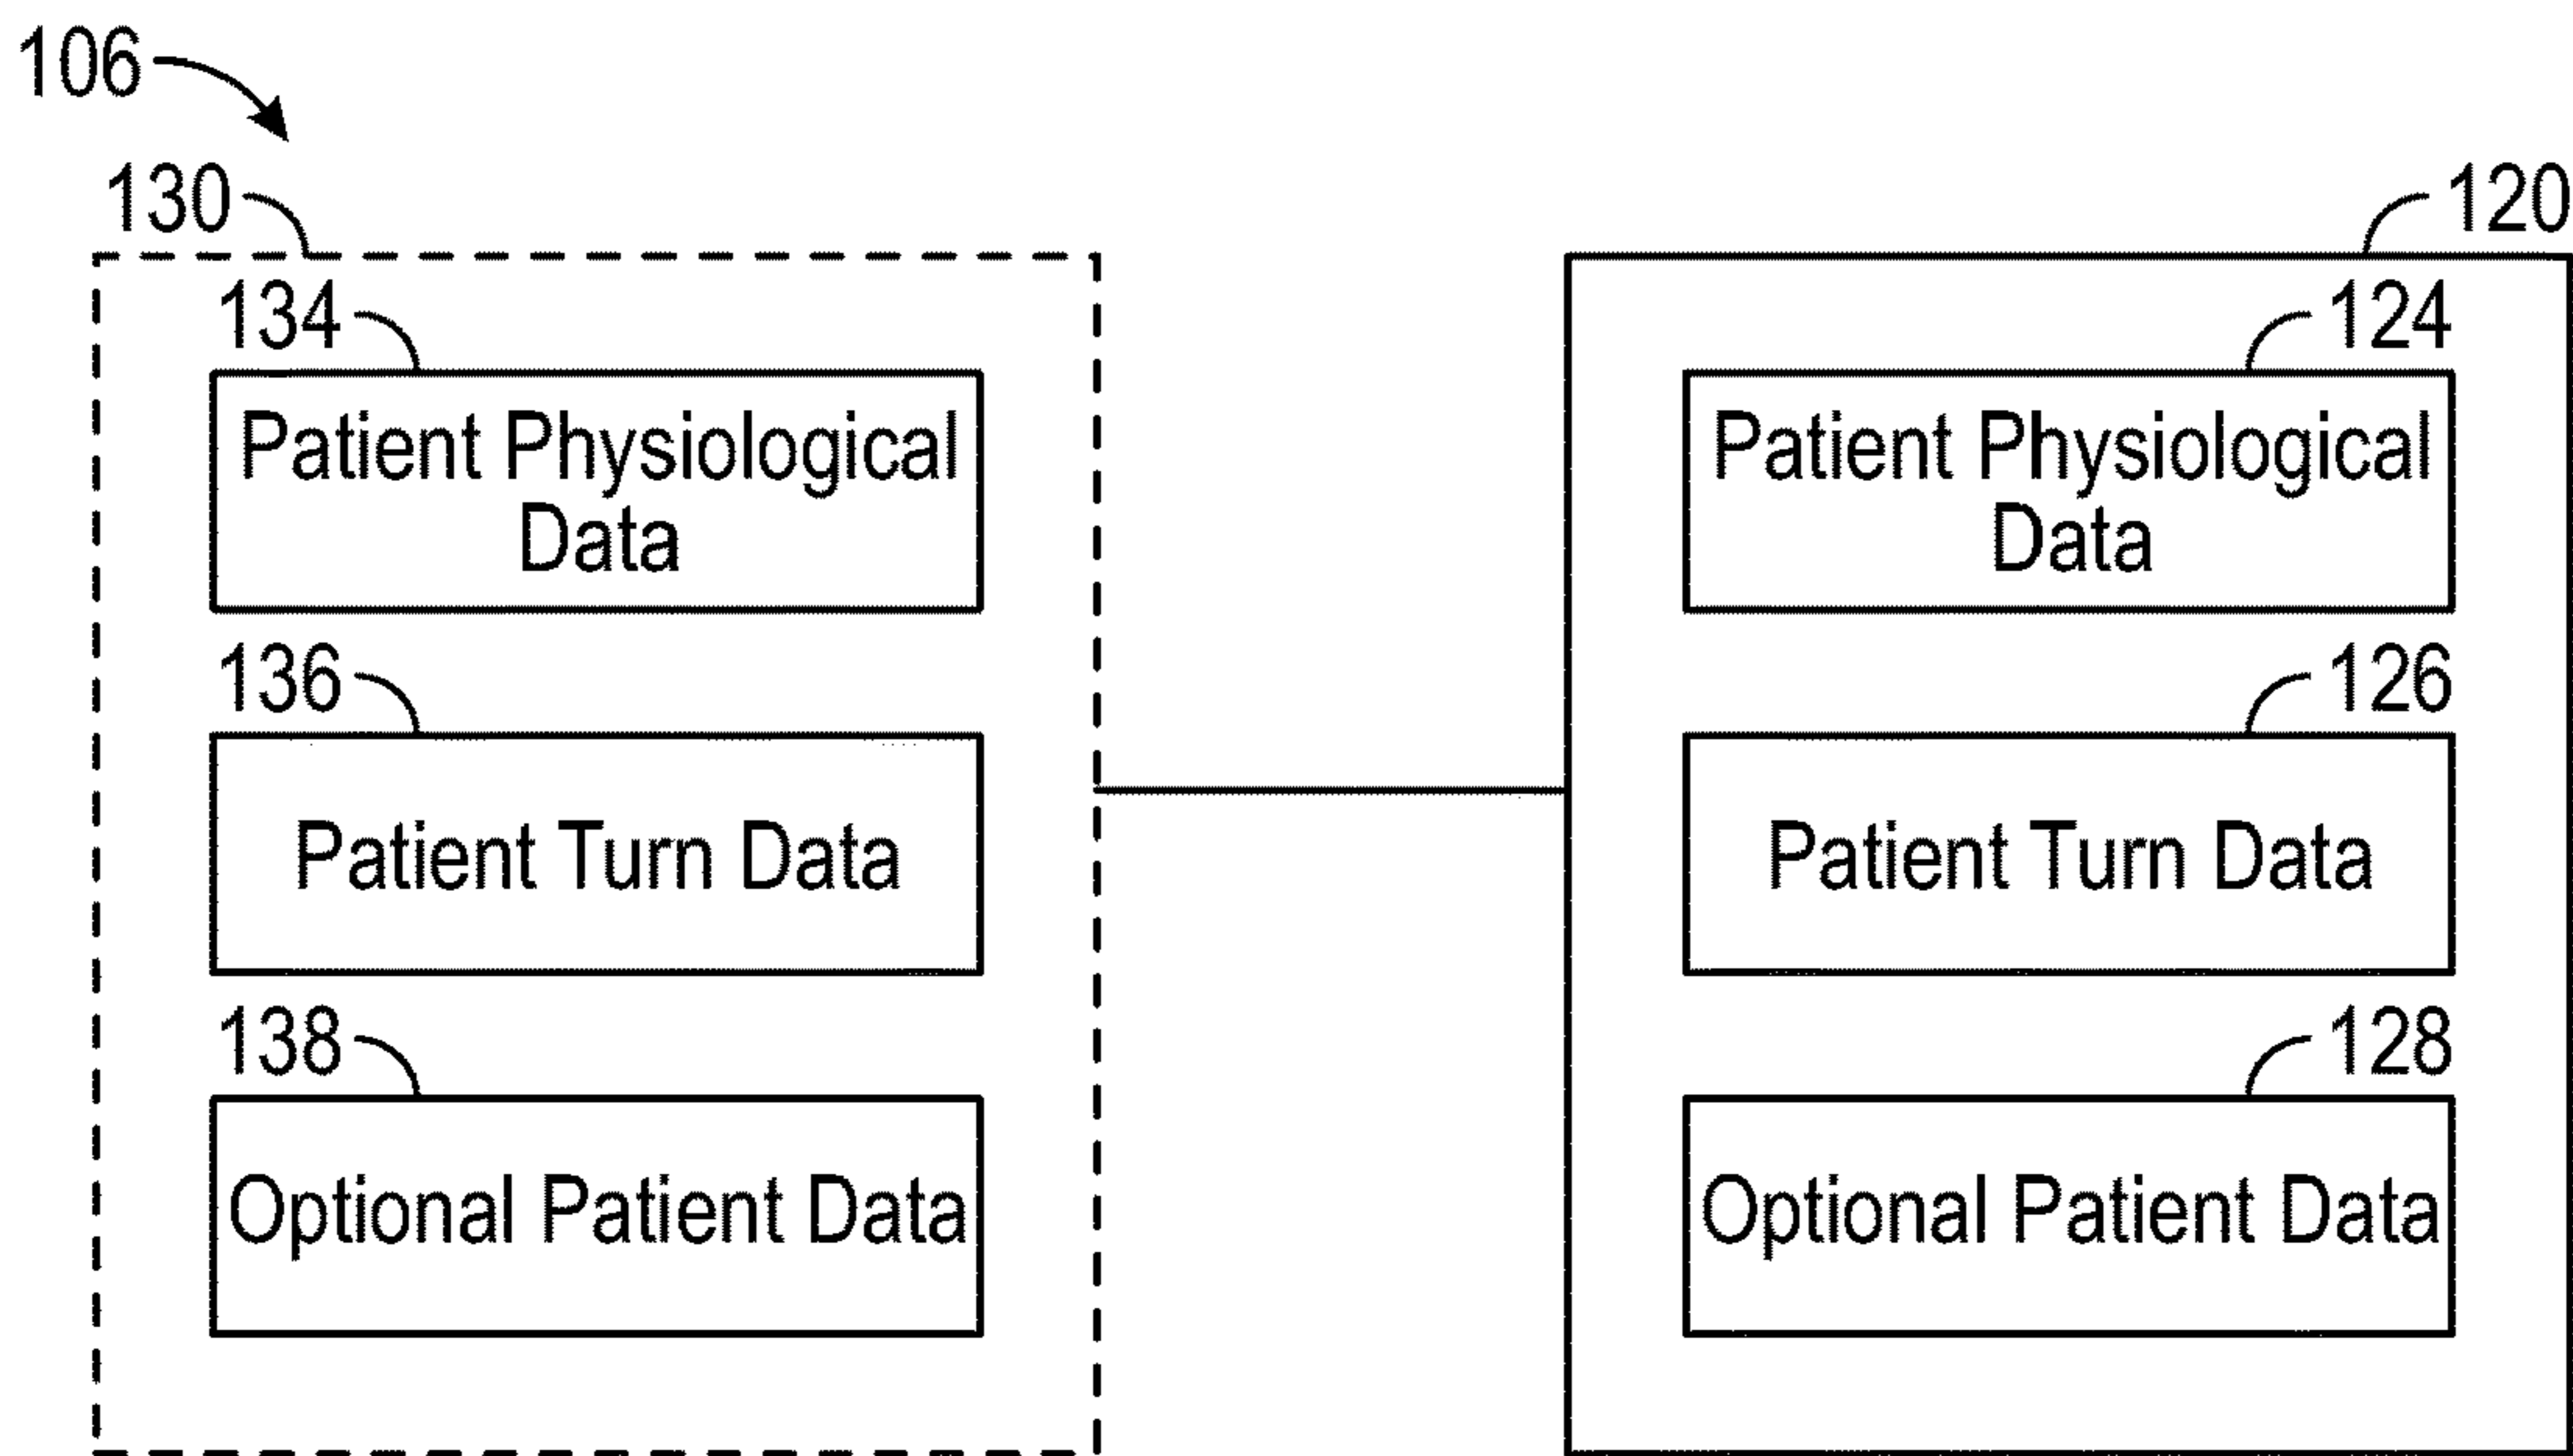 106
130
120
134
124
Patient Physiological
Data
Patient Physiological
Data
136
126
Patient Turn Data
Patient Turn Data
138
128
Optional Patient Data
Optional Patient Data